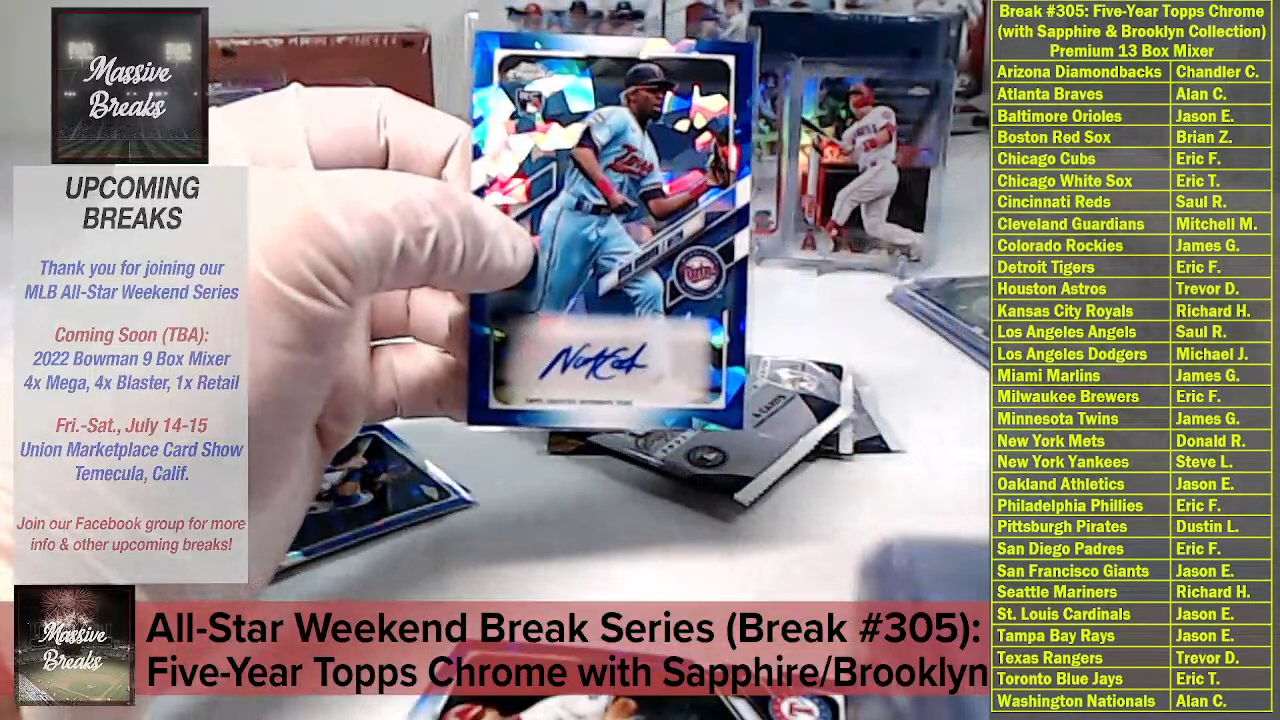 Massive
Breaks
UPCOMING
BREAKS
Thank you for joining our
MLB All-Star Weekend Series
Coming Soon (TBA):
2022 Bowman 9 Box Mixer
4x Mega, 4x Blaster, 1x Retail
Fri.-Sat., July 14-15
Union Marketplace Card Show
Temecula, Calif.
Join our Facebook group for more
info & other upcoming breaks!
Massive
Breaks
All-Star Weekend Break Series (Break #305):
Five-Year Topps Chrome with Sapphire/Brooklyn
RC
Twins
Break #305: Five-Year Topps Chrome
(with Sapphire & Brooklyn Collection)
Premium 13 Box Mixer
Arizona Diamondbacks Chandler C.
Atlanta Braves Alan C.
Baltimore Orioles Jason E.
Boston Red Sox Brian Z.
Chicago Cubs Eric F.
Chicago White Sox Eric T.
Cincinnati Reds Saul R.
Cleveland Guardians Mitchell M.
Colorado Rockies James G.
Detroit Tigers Eric F.
Houston Astros Trevor D.
Kansas City Royals Richard H.
Los Angeles Angels Saul R.
Los Angeles Dodgers Michael J.
Miami Marlins James G.
Milwaukee Brewers Eric F.
Minnesota Twins James G.
New York Mets Donald R.
New York Yankees Steve L.
Oakland Athletics Jason E.
Philadelphia Phillies Eric F.
Pittsburgh Pirates Dustin L.
San Diego Padres Eric F.
San Francisco Giants Jason E.
Seattle Mariners Richard H.
St. Louis Cardinals Jason E.
Tampa Bay Rays Jason E.
Texas Rangers Trevor D.
Toronto Blue Jays Eric T.
Washington Nationals Alan C.